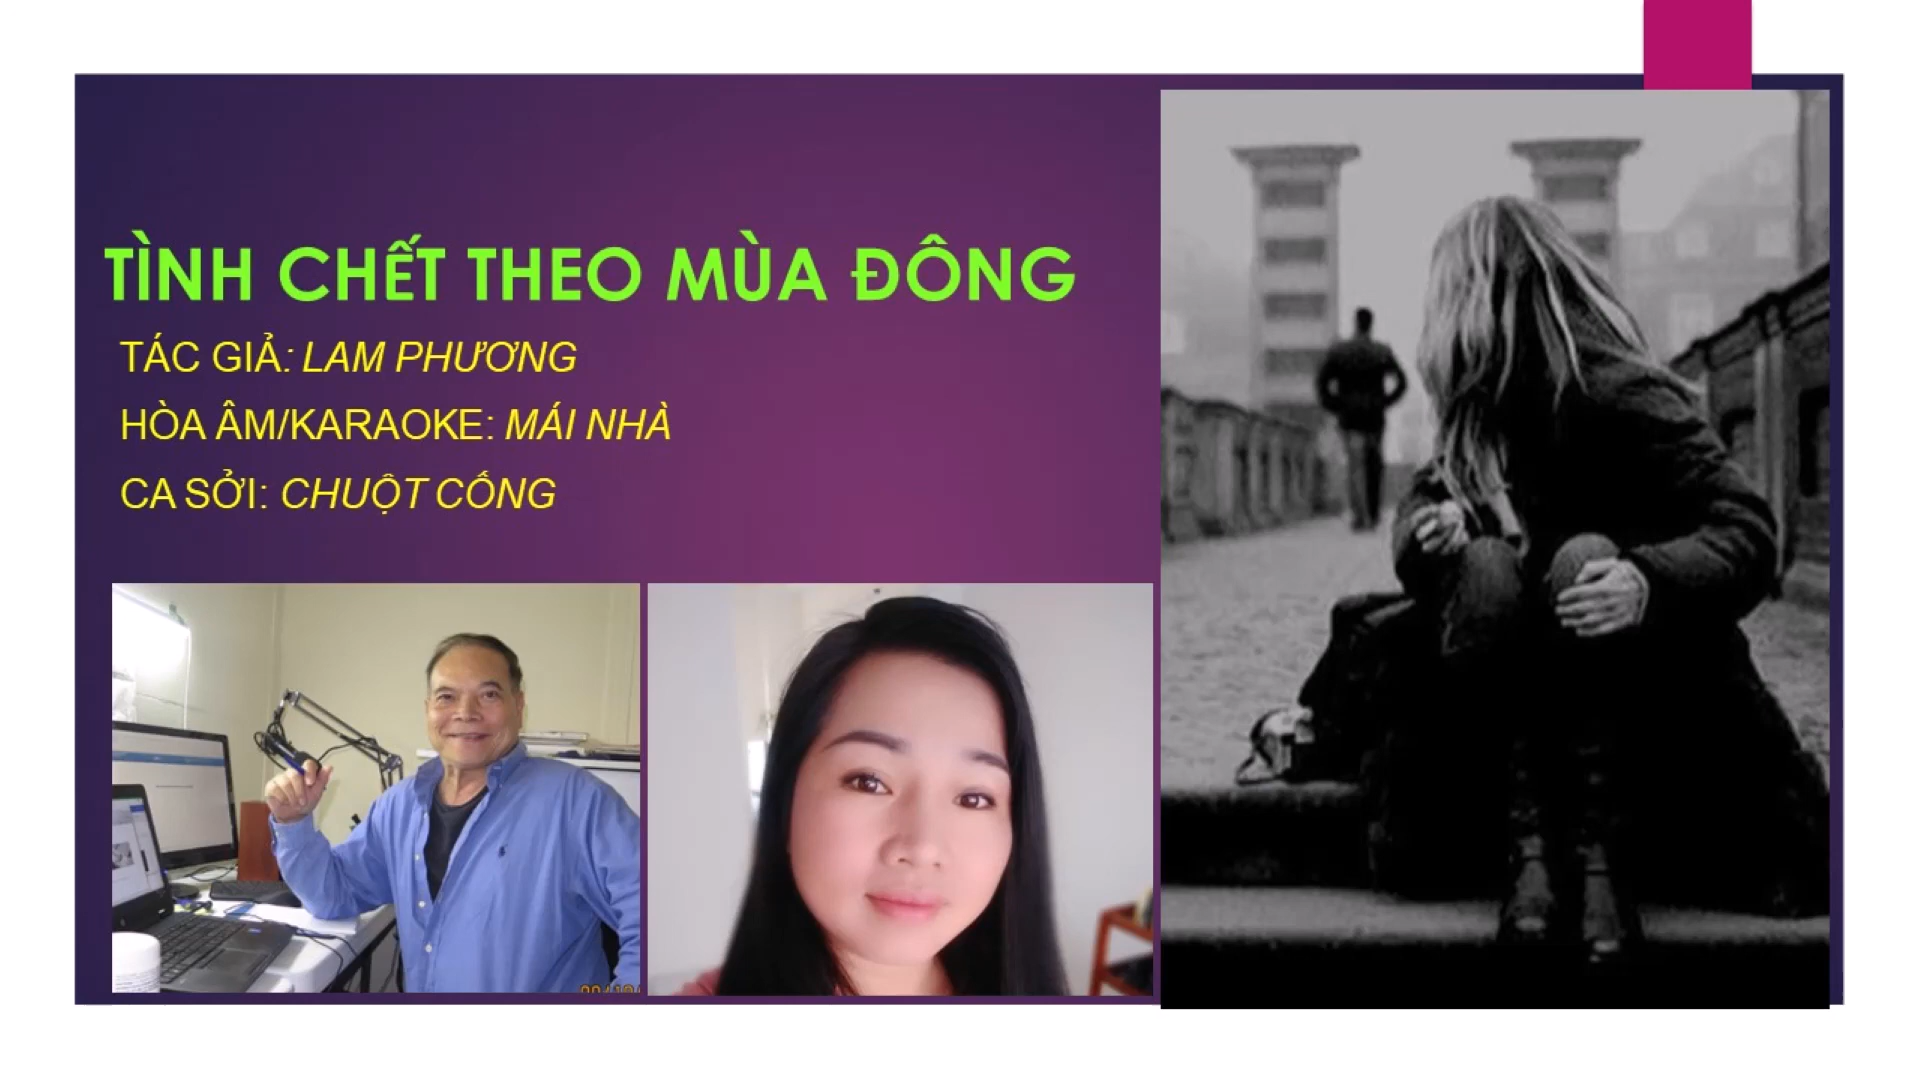 TÌNH CHẾT THEO MÙA ĐÔNG
TÁC GIẢ: LAM PHƯƠNG
HÒA ÂM/KARAOKE: MÁI NHÀ
CA SỞI: CHUỘT CỐNG